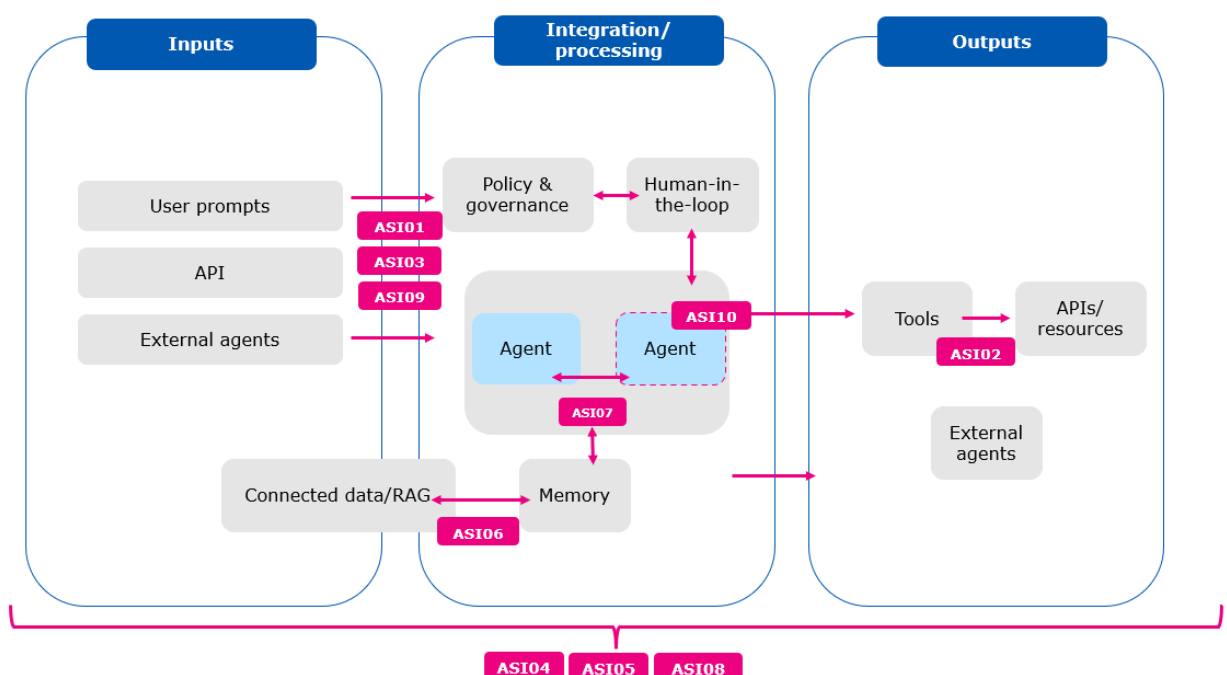 Inputs
Integration/
processing
Outputs
User prompts
API
External agents
ASI01
ASI03
ASI09
Policy &
governance
Human-in-
the-loop
Agent
Agent
ASI10
ASI07
Connected data/RAG
Memory
ASI06
Tools
APIs/
resources
ASI02
External
agents
ASI04
ASI05
ASI08